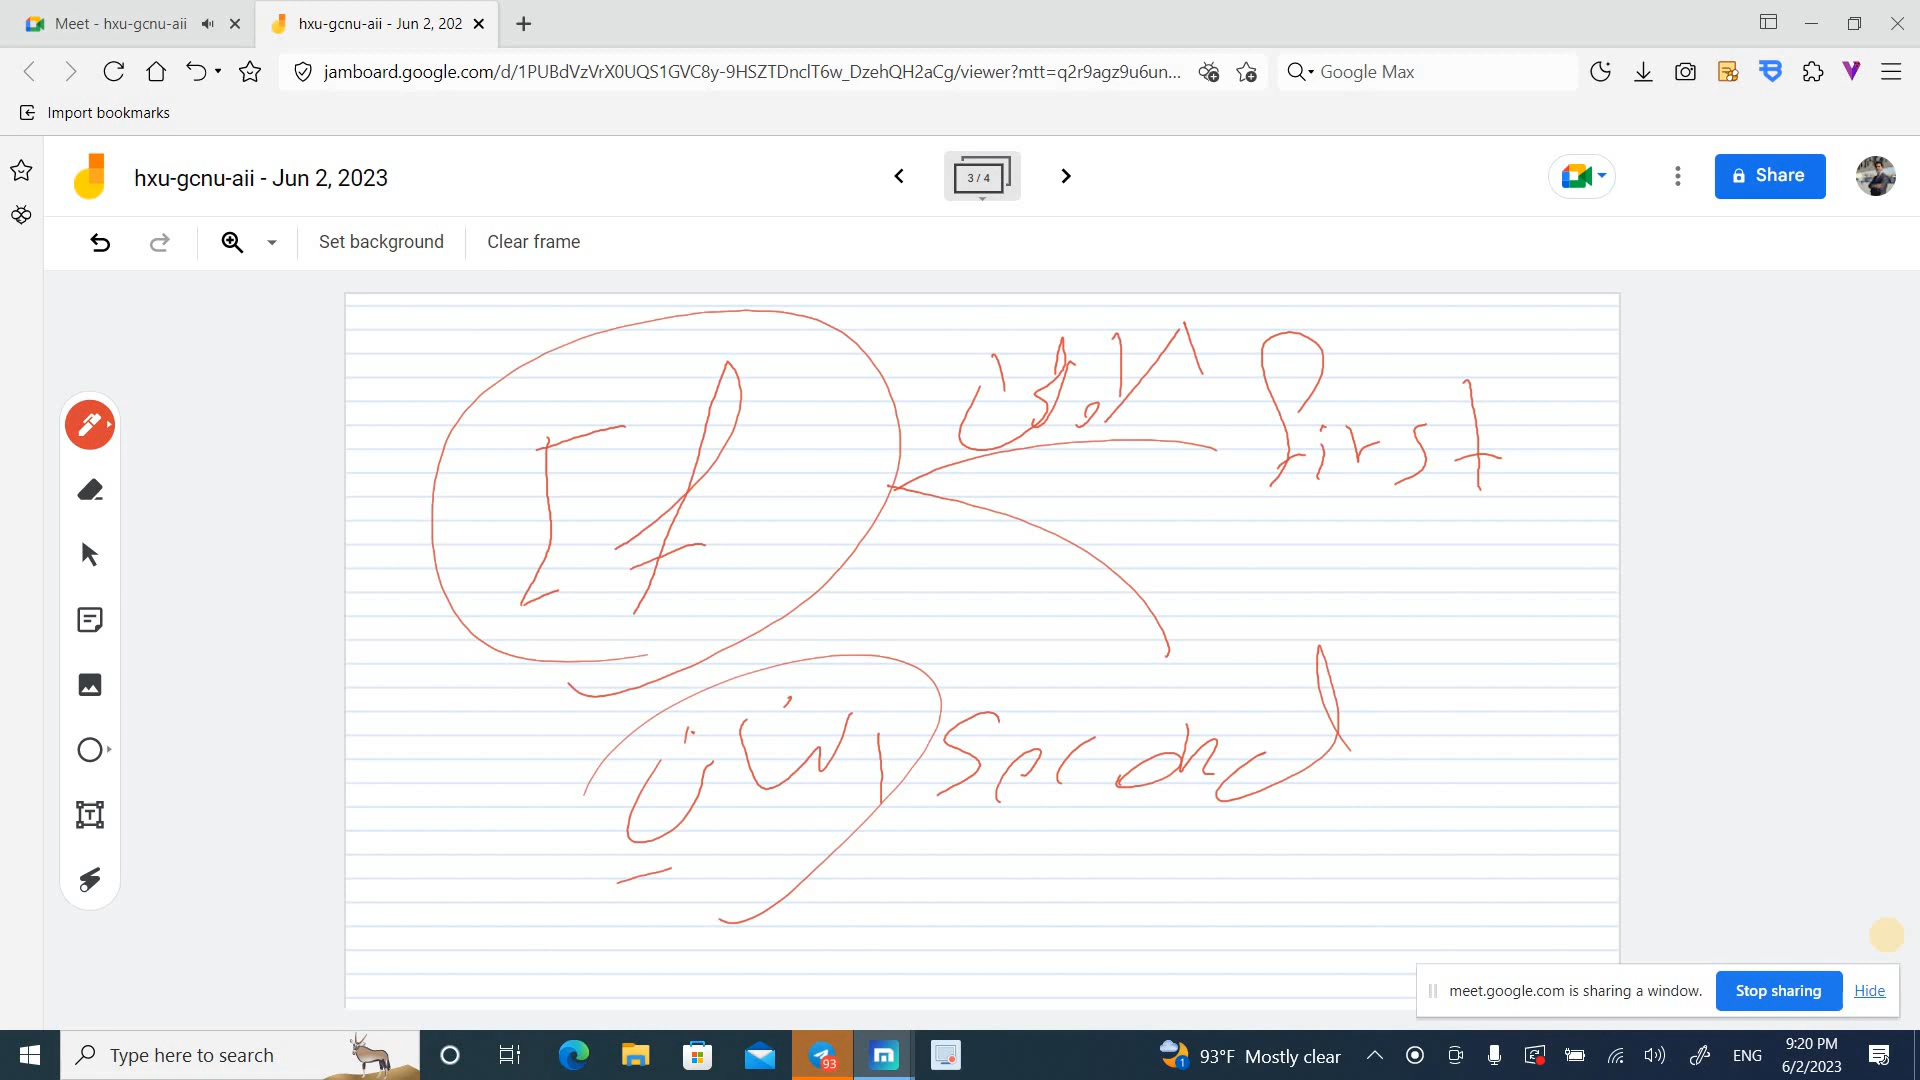 Meet - hxu-gcnu-aii
hxu-gcnu-aii - Jun 2, 202
jamboard.google.com/d/1PUBdVzVrX0UQS1GVC8y-9HSZTDnclT6w_DzehQH2aCg/viewer?mtt=q2r9agz9u6un...
Google Max
Import bookmarks
hxu-gcnu-aii - Jun 2, 2023
3 / 4
Share
Set background
Clear frame
If
First
Second
meet.google.com is sharing a window.
Stop sharing
Hide
Type here to search
93
1
93°F Mostly clear
ENG
9:20 PM
6/2/2023